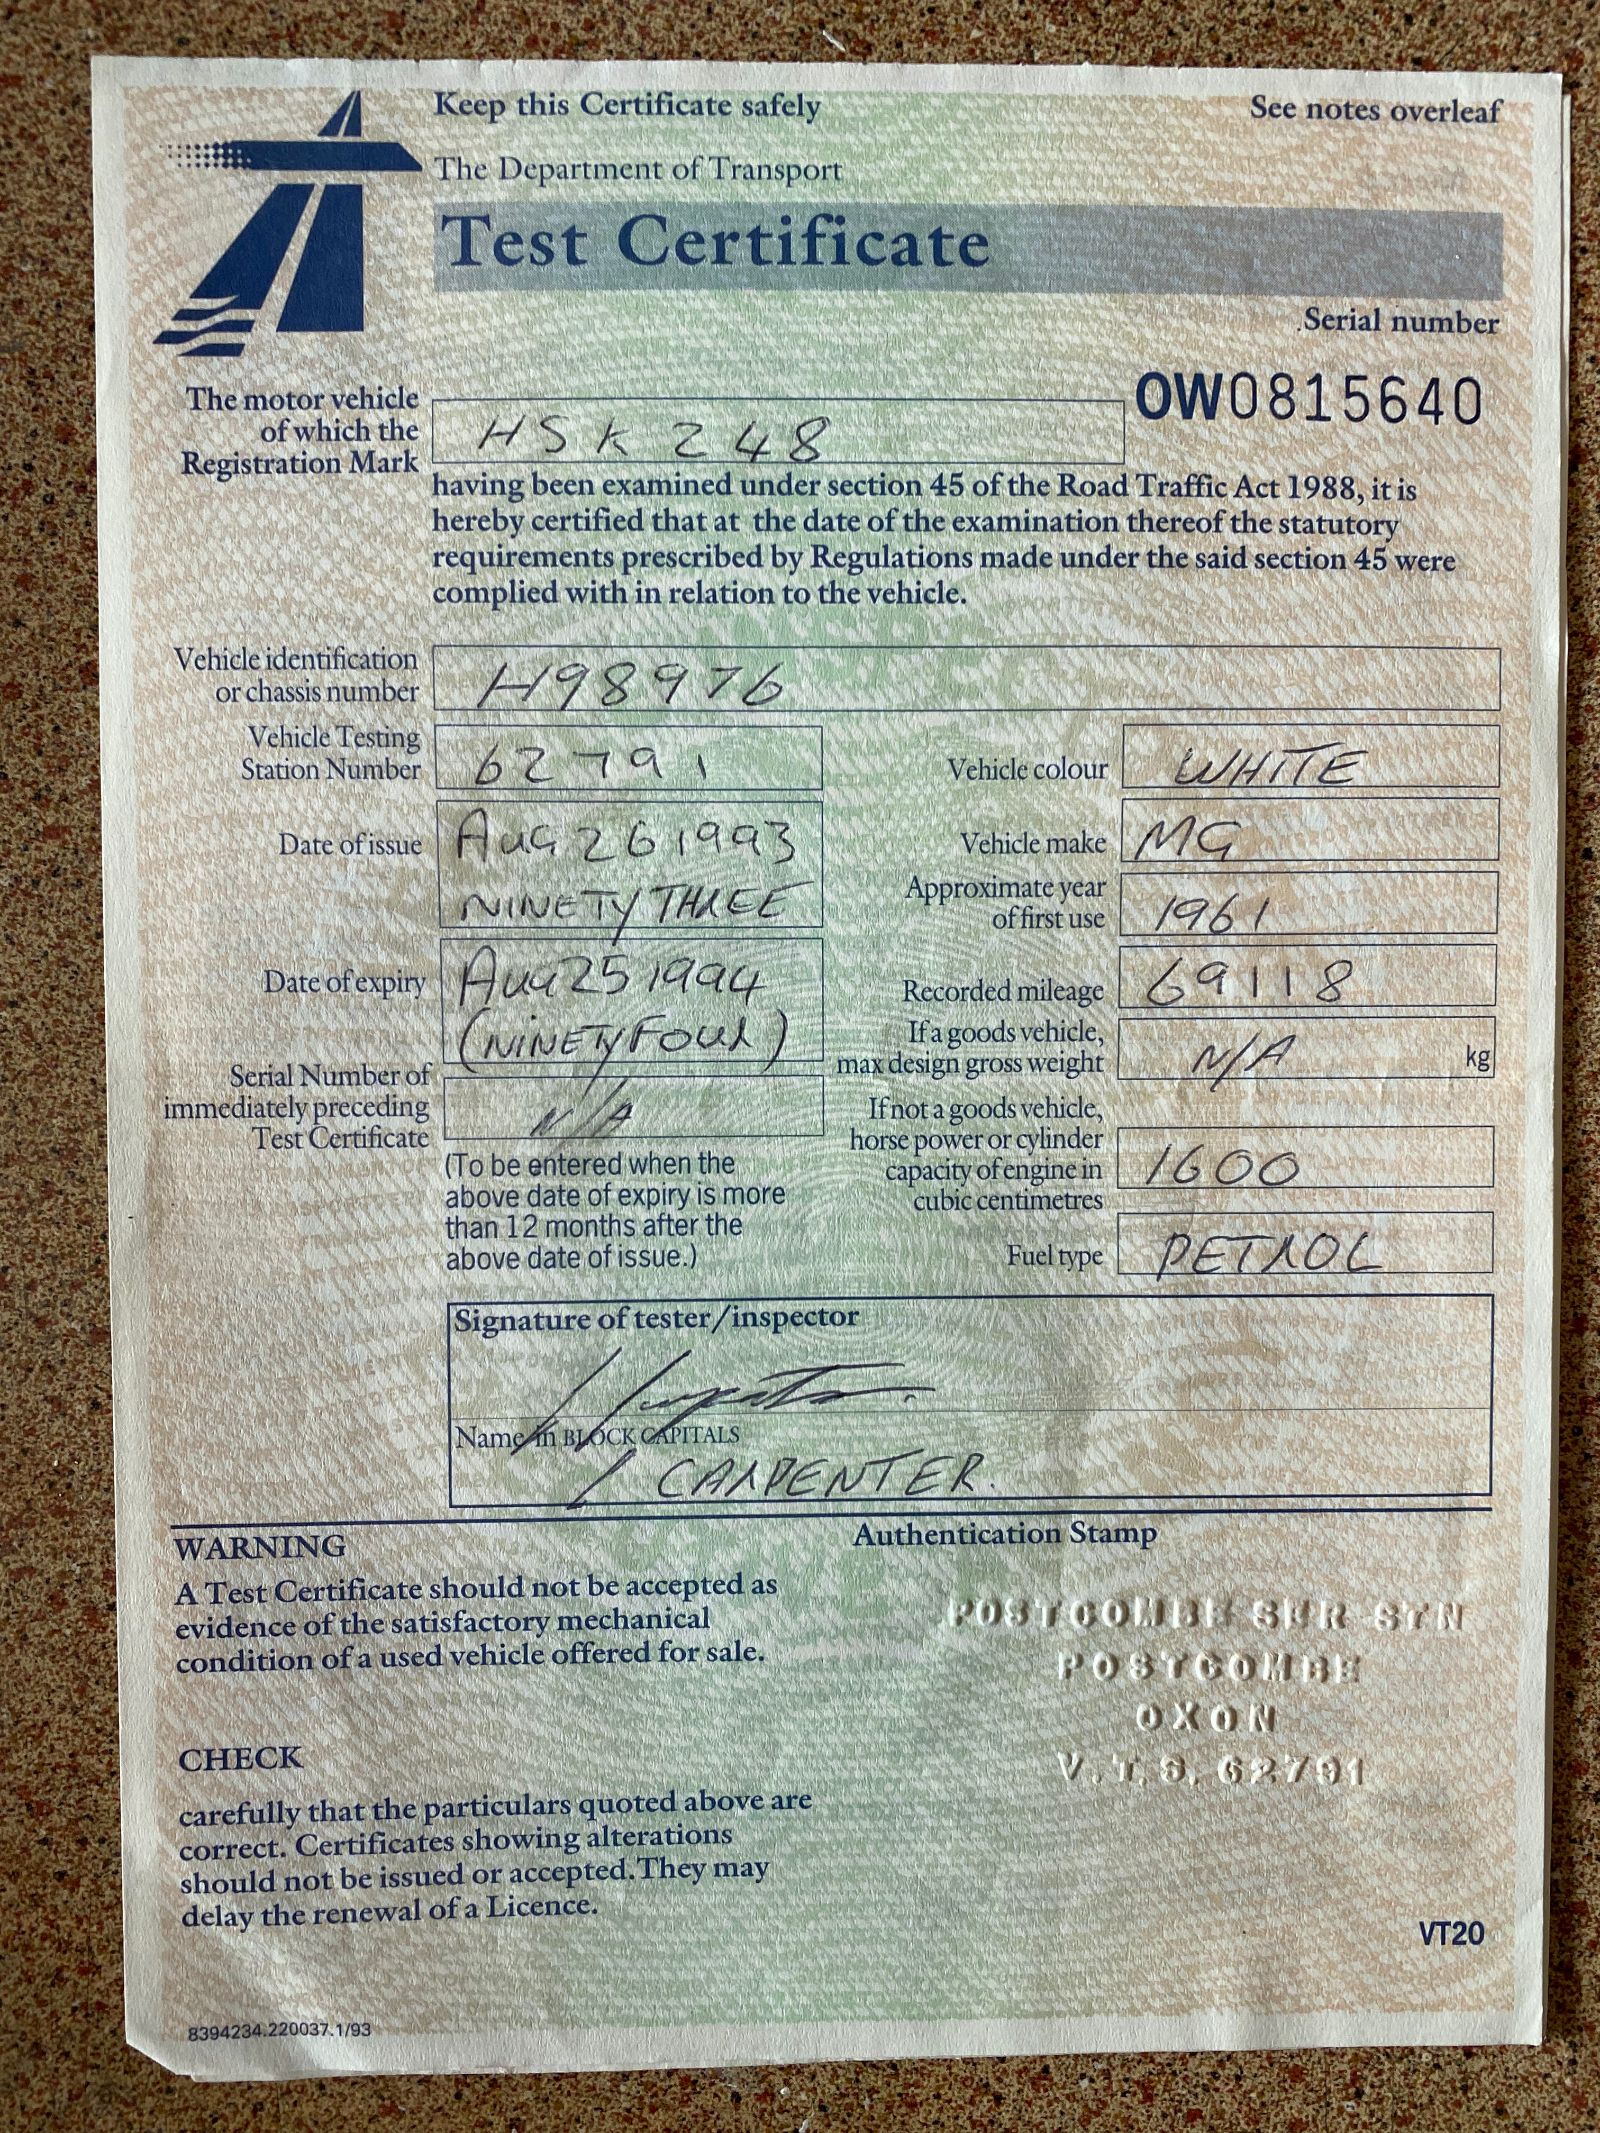 Keep this Certificate safely
See notes overleaf
The Department of Transport
Test Certificate
Serial number
OW0815640
The motor vehicle
of which the
Registration Mark
HSK 248
having been examined under section 45 of the Road Traffic Act 1988, it is
hereby certified that at the date of the examination thereof the statutory
requirements prescribed by Regulations made under the said section 45 were
complied with in relation to the vehicle.
Vehicle identification
or chassis number
H98976
Vehicle Testing
Station Number
62791
Vehicle colour
WHITE
Date of issue
Aug 26 1993
NINETY THREE
Vehicle make
MG
Approximate year
of first use
1961
Date of expiry
Aug 25 1994
(NINETY FOUR)
Recorded mileage
69118
If a goods vehicle,
max design gross weight
N/A
kg
Serial Number of
immediately preceding
Test Certificate
N/A
(To be entered when the
above date of expiry is more
than 12 months after the
above date of issue.)
If not a goods vehicle,
horse power or cylinder
capacity of engine in
cubic centimetres
1600
Fuel type
PETROL
Signature of tester/inspector
Name in BLOCK CAPITALS
CARPENTER.
WARNING
A Test Certificate should not be accepted as
evidence of the satisfactory mechanical
condition of a used vehicle offered for sale.
Authentication Stamp
POSTCOMBE SER STN
POSTCOMBE
OXON
V.T.S. 62791
CHECK
carefully that the particulars quoted above are
correct. Certificates showing alterations
should not be issued or accepted. They may
delay the renewal of a Licence.
VT20
8394234.220037.1/93